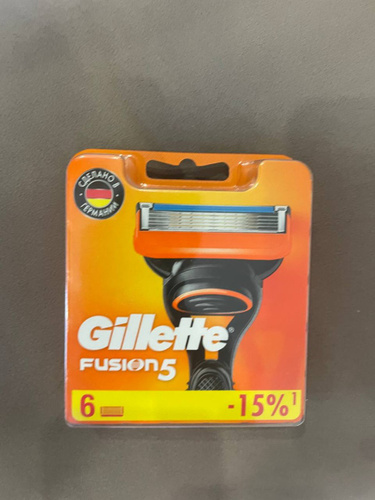 СДЕЛАНО В
ГЕРМАНИИ
Gillette®
FUSION5
6
-15%¹